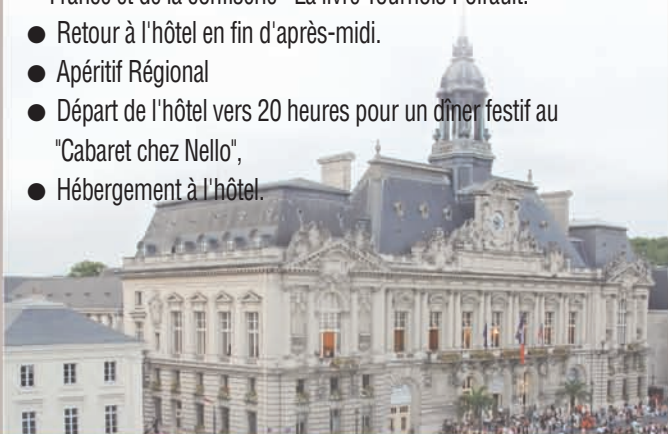 ● Retour à l'hôtel en fin d'après-midi.
● Apéritif Régional
● Départ de l'hôtel vers 20 heures pour un dîner festif au
"Cabaret chez Nello",
● Hébergement à l'hôtel.